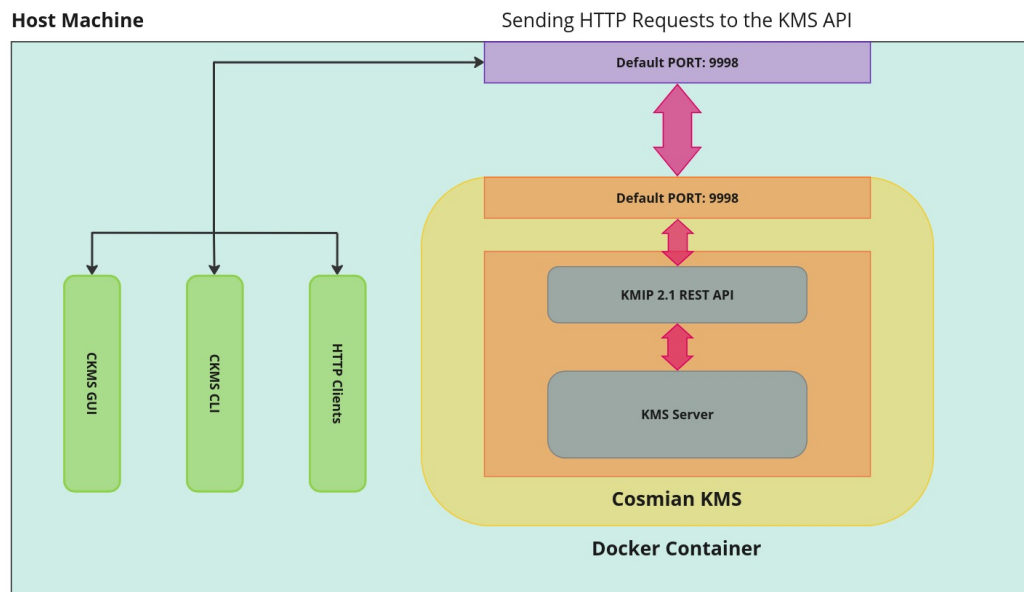 Host Machine
Sending HTTP Requests to the KMS API
Default PORT: 9998
Default PORT: 9998
KMIP 2.1 REST API
KMS Server
CKMS GUI
CKMS CLI
HTTP Clients
Cosmian KMS
Docker Container